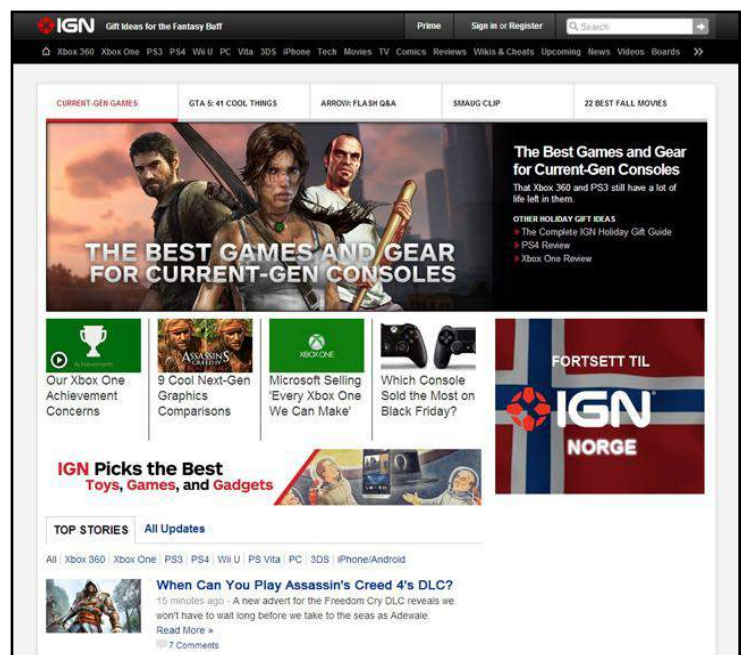 IGN Gift Ideas for the Fantasy Buff Prime Sign in or Register Search
Xbox 360 Xbox One PS3 PS4 Wii U PC Vita 3DS iPhone Tech Movies TV Comics Reviews Wikis & Cheats Upcoming News Videos Boards »
CURRENT-GEN GAMES GTA 5: 41 COOL THINGS ARROW: FLASH Q&A SMAUG CLIP 22 BEST FALL MOVIES
THE BEST GAMES AND GEAR
FOR CURRENT-GEN CONSOLES
The Best Games and Gear
for Current-Gen Consoles
That Xbox 360 and PS3 still have a lot of
life left in them.
OTHER HOLIDAY GIFT IDEAS
» The Complete IGN Holiday Gift Guide
» PS4 Review
» Xbox One Review
Achievements
Our Xbox One
Achievement
Concerns
ASSASSIN'S
CREED IV
9 Cool Next-Gen
Graphics
Comparisons
XBOX ONE
Microsoft Selling
'Every Xbox One
We Can Make'
Which Console
Sold the Most on
Black Friday?
FORTSETT TIL
IGN
NORGE
IGN Picks the Best
Toys, Games, and Gadgets
TOP STORIES All Updates
All | Xbox 360 | Xbox One | PS3 | PS4 | Wii U | PS Vita | PC | 3DS | iPhone/Android
When Can You Play Assassin's Creed 4's DLC?
15 minutes ago - A new advert for the Freedom Cry DLC reveals we
won't have to wait long before we take to the seas as Adewale.
Read More »
7 Comments